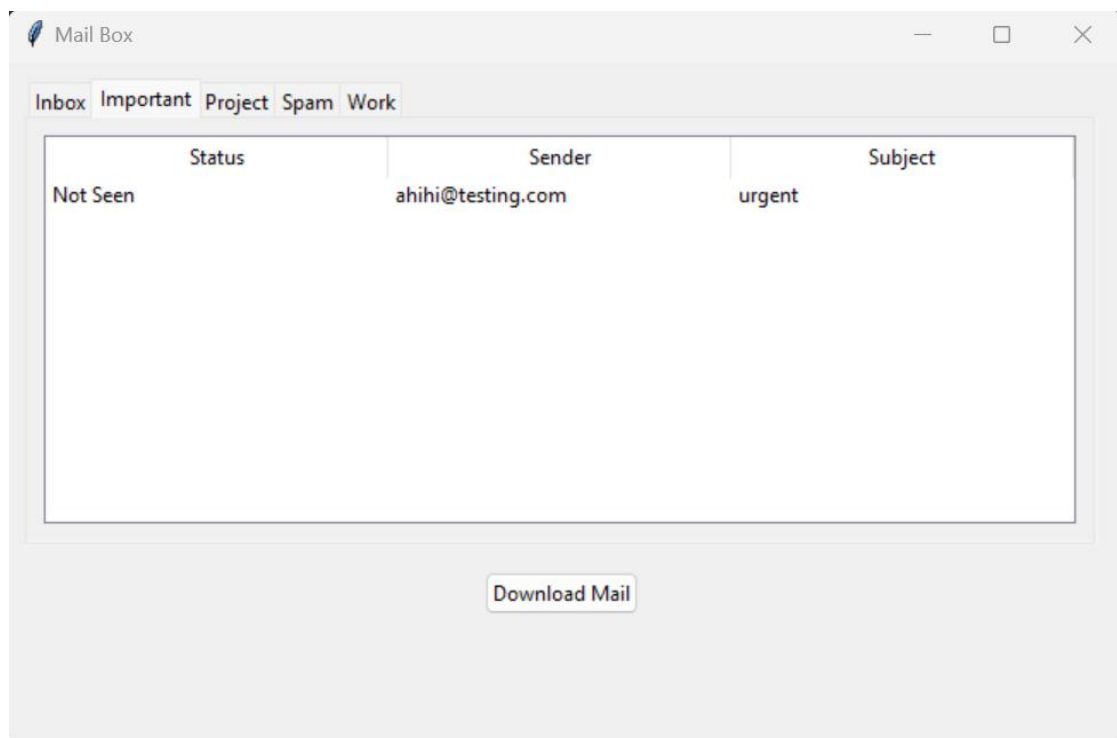 Mail Box
Inbox Important Project Spam Work
Status Sender Subject
Not Seen ahihi@testing.com urgent
Download Mail